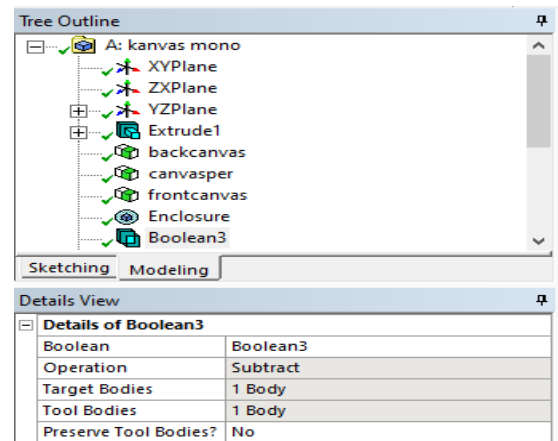 Tree Outline
A: kanvas mono
XYPlane
ZXPlane
YZPlane
Extrude1
backcanvas
canvasper
frontcanvas
Enclosure
Boolean3
Sketching Modeling
Details View
Details of Boolean3
Boolean Boolean3
Operation Subtract
Target Bodies 1 Body
Tool Bodies 1 Body
Preserve Tool Bodies? No